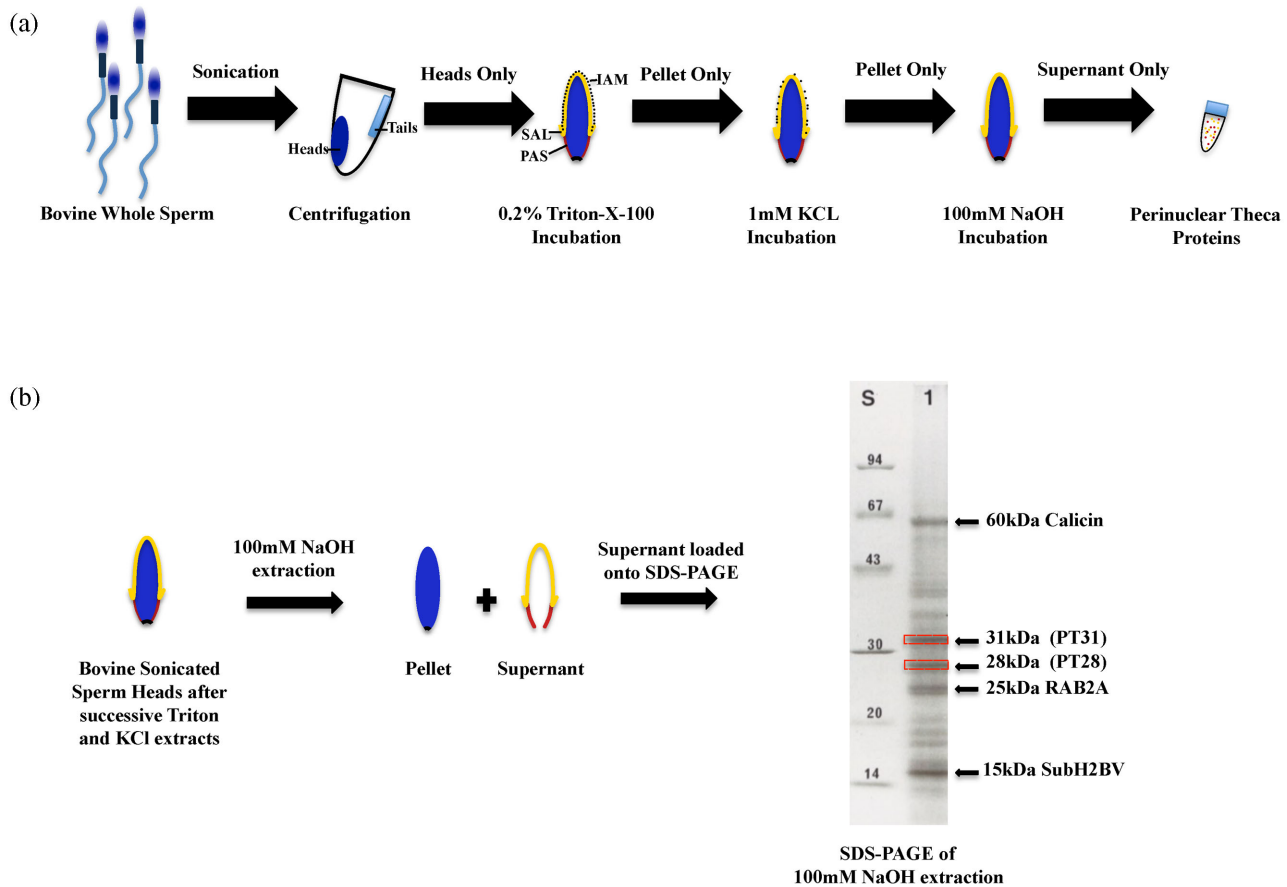 (a)
Sonication
Heads Only
Pellet Only
Pellet Only
Supernant Only
IAM
SAL
PAS
Heads
Tails
Bovine Whole Sperm
Centrifugation
0.2% Triton-X-100
Incubation
1mM KCL
Incubation
100mM NaOH
Incubation
Perinuclear Theca
Proteins
(b)
100mM NaOH
extraction
Supernant loaded
onto SDS-PAGE
Bovine Sonicated
Sperm Heads after
successive Triton
and KCl extracts
Pellet
Supernant
S 1
94
67
43
30
20
14
60kDa Calicin
31kDa (PT31)
28kDa (PT28)
25kDa RAB2A
15kDa SubH2BV
SDS-PAGE of
100mM NaOH extraction